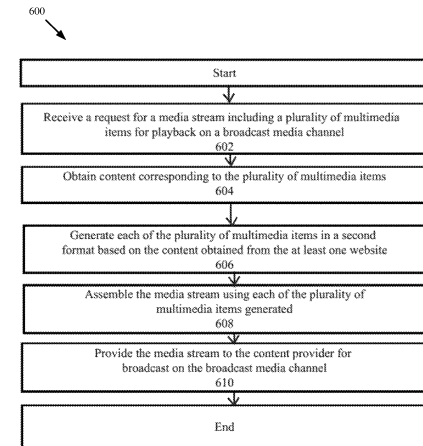 600
Start
Receive a request for a media stream including a plurality of multimedia
items for playback on a broadcast media channel
602
Obtain content corresponding to the plurality of multimedia items
604
Generate each of the plurality of multimedia items in a second
format based on the content obtained from the at least one website
606
Assemble the media stream using each of the plurality of
multimedia items generated
608
Provide the media stream to the content provider for
broadcast on the broadcast media channel
610
End